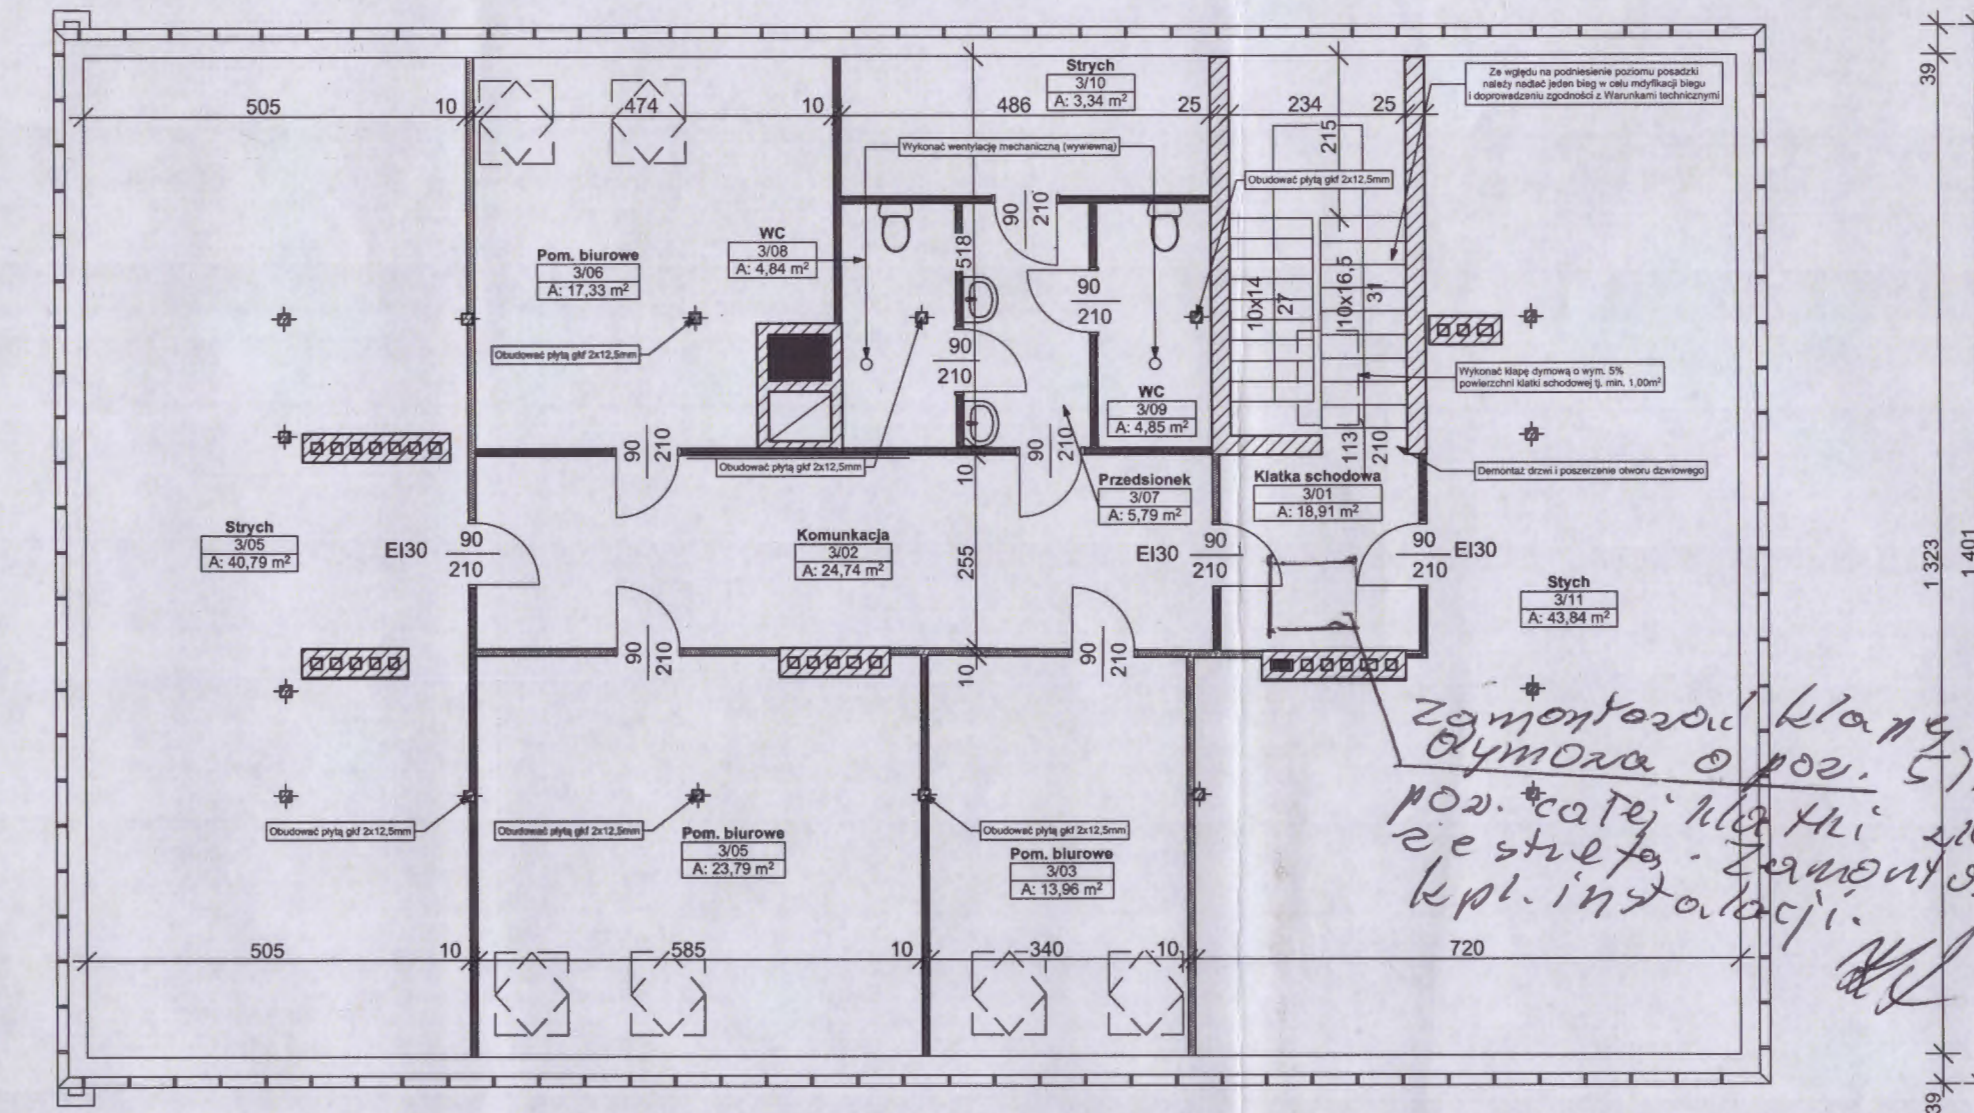 Strych
3/10
A: 3,34 m²
Ze względu na podniesienie poziomu posadzki
należy nadlać jeden bieg w celu mdyfikacji biegu
i doprowadzeniu zgodności z Warunkami technicznymi
505
10
474
10
486
25
234
25
39
215
Wykonać wentylację mechaniczną (wywiewną)
Obudować płytą gkf 2x12,5mm
90
210
WC
3/08
A: 4,84 m²
518
Pom. biurowe
3/06
A: 17,33 m²
90
210
10x14
27
10x16,5
31
Obudować płytą gkf 2x12,5mm
90
210
Wykonać klapę dymową o wym. 5%
powierzchni klatki schodowej tj. min. 1,00m²
WC
3/09
A: 4,85 m²
90
210
Obudować płytą gkf 2x12,5mm
10
90
210
113
210
Demontaż drzwi i poszerzenie otworu dzwiowego
Przedsionek
3/07
A: 5,79 m²
Klatka schodowa
3/01
A: 18,91 m²
Strych
3/05
A: 40,79 m²
EI30
90
210
Komunkacja
3/02
A: 24,74 m²
255
EI30
90
210
90
210
EI30
Stych
3/11
A: 43,84 m²
1 323
1 401
90
210
10
90
210
zamontować klapę
dymową o pow. 5%
pow. całej klatki
ze strefą. Zamont
kpl. instalacji.
Obudować płytą gkf 2x12,5mm
Obudować płytą gkf 2x12,5mm
Obudować płytą gkf 2x12,5mm
Pom. biurowe
3/05
A: 23,79 m²
Pom. biurowe
3/03
A: 13,96 m²
505
10
585
10
340
10
720
39